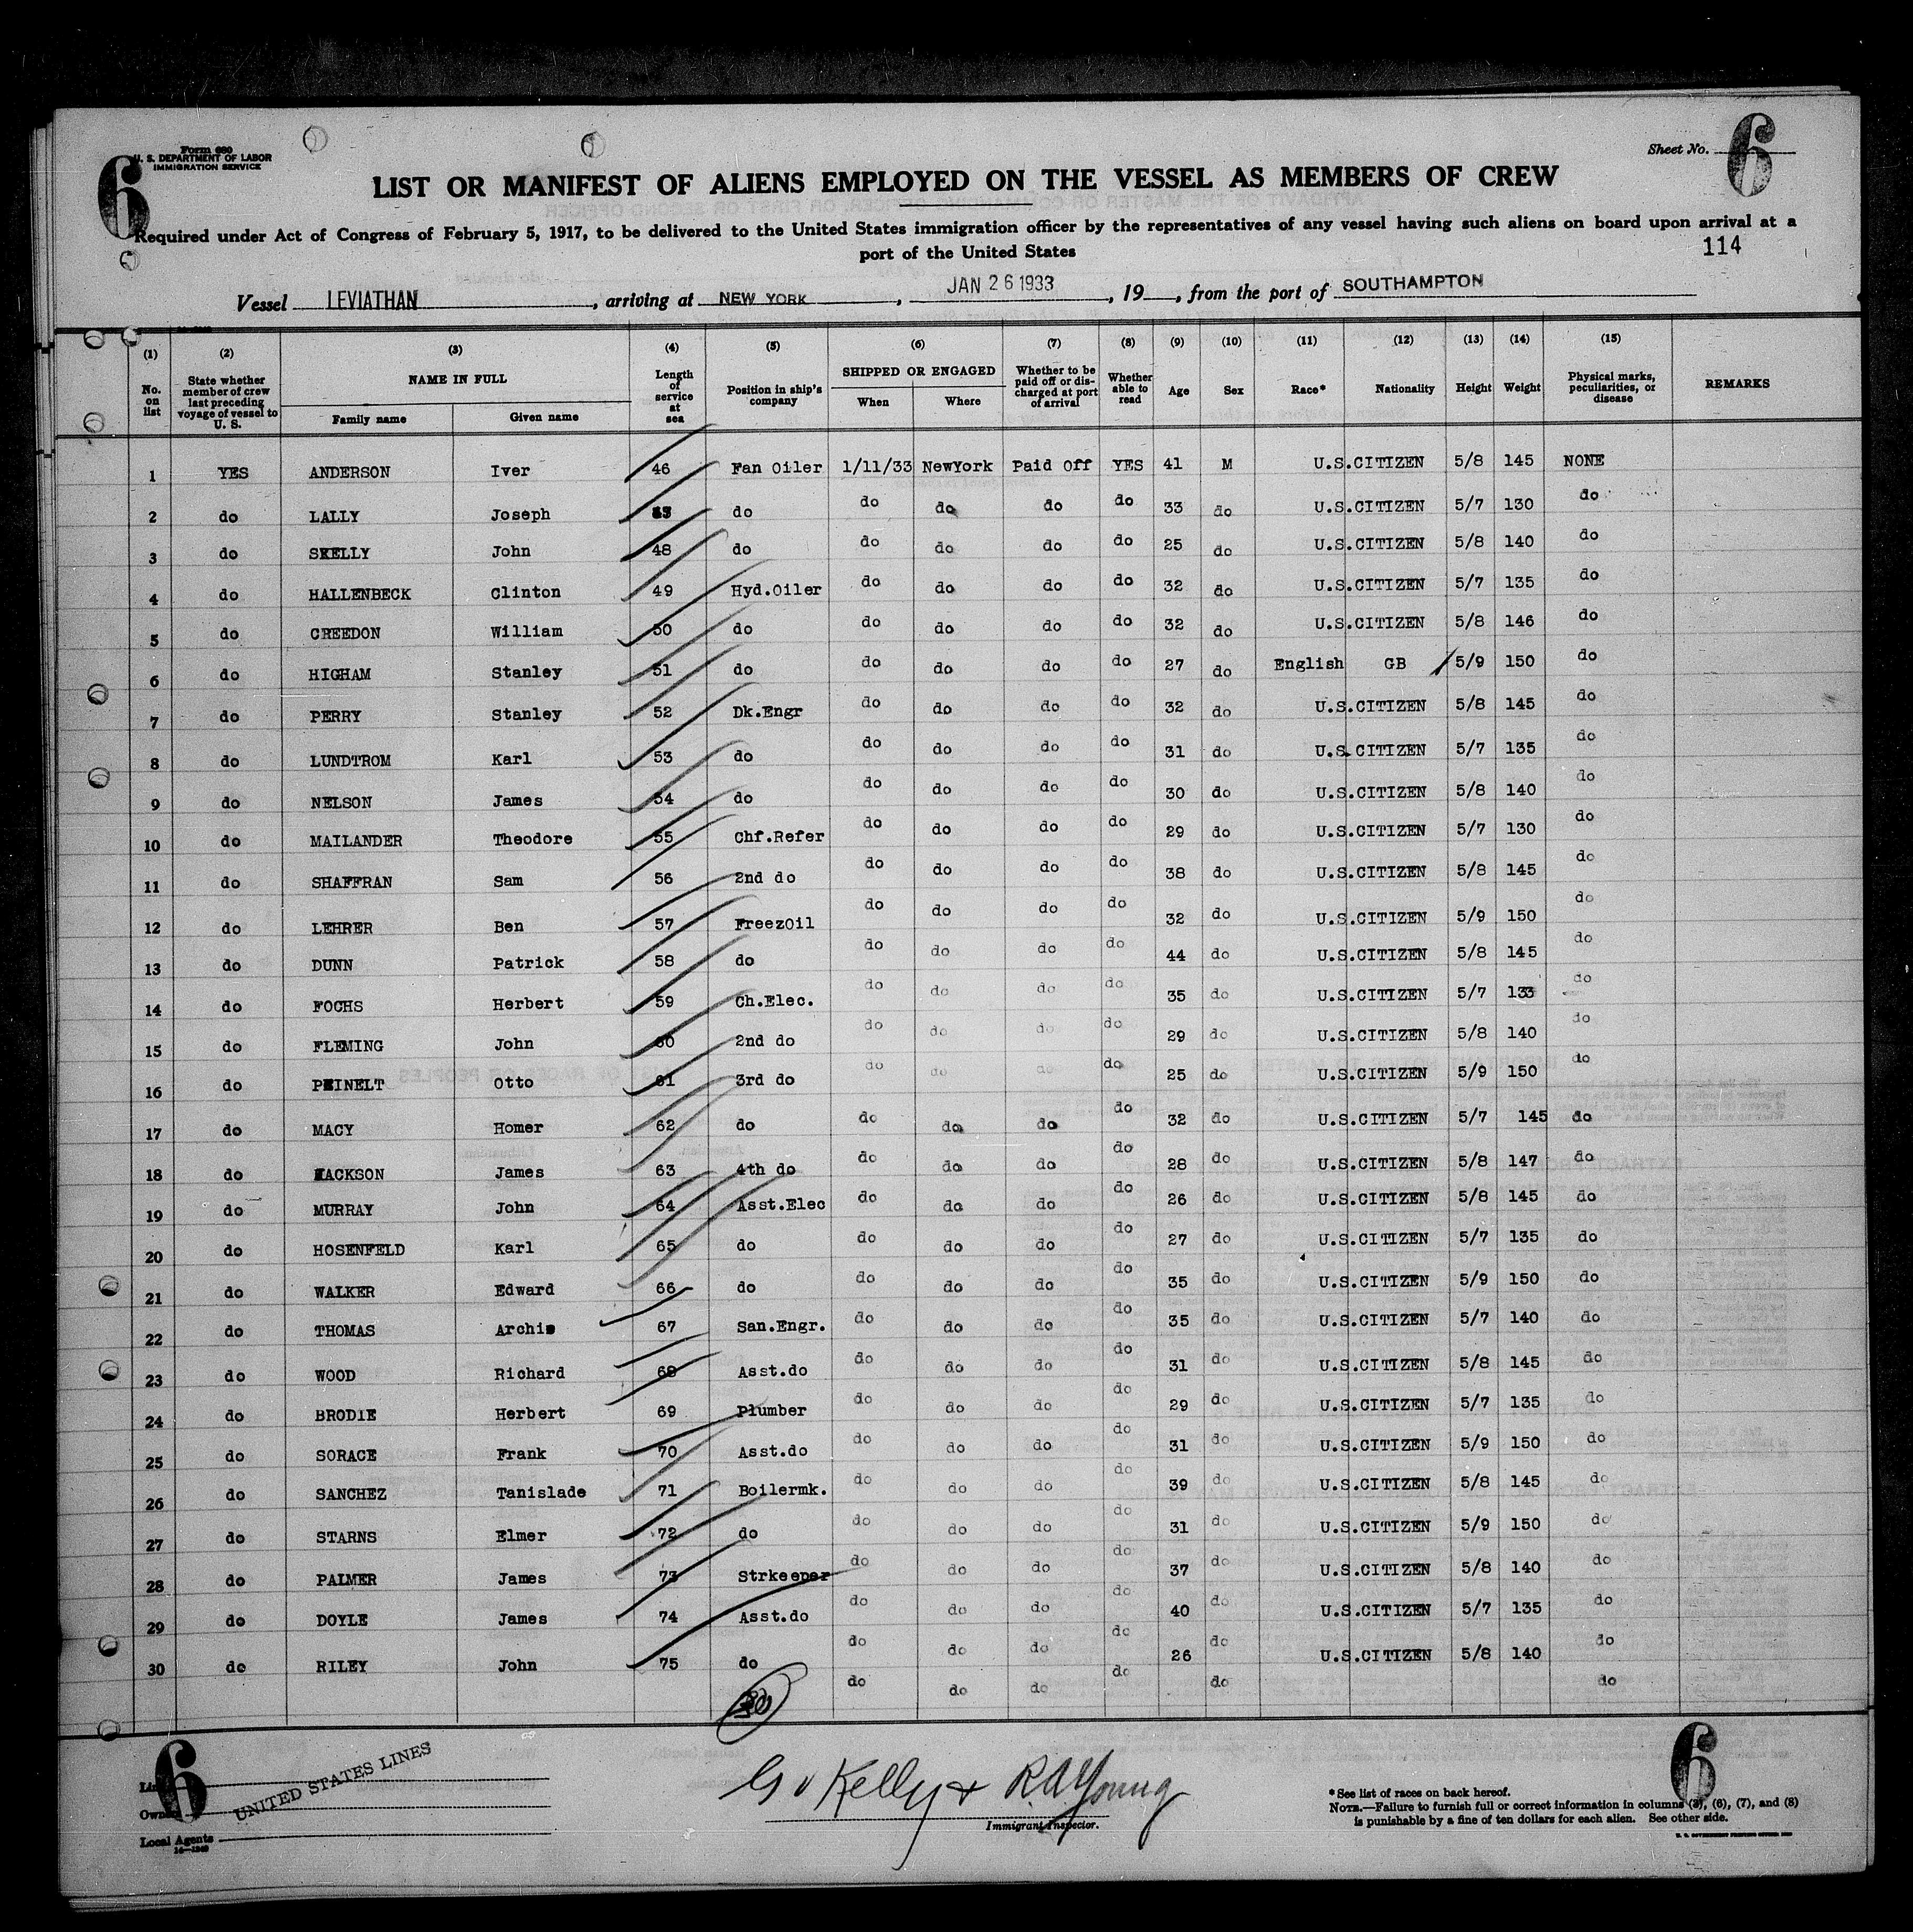 Form 680
U. S. DEPARTMENT OF LABOR
IMMIGRATION SERVICE
6
Sheet No. 6
LIST OR MANIFEST OF ALIENS EMPLOYED ON THE VESSEL AS MEMBERS OF CREW
Required under Act of Congress of February 5, 1917, to be delivered to the United States immigration officer by the representatives of any vessel having such aliens on board upon arrival at a
port of the United States
114
Vessel LEVIATHAN, arriving at NEW YORK, JAN 26 1933, 19__, from the port of SOUTHAMPTON
(1) No. on list (2) State whether member of crew last preceding voyage of vessel to U. S. (3) NAME IN FULL Family name Given name (4) Length of service at sea (5) Position in ship's company (6) SHIPPED OR ENGAGED When Where (7) Whether to be paid off or discharged at port of arrival (8) Whether able to read (9) Age (10) Sex (11) Race* (12) Nationality (13) Height (14) Weight (15) Physical marks, peculiarities, or disease REMARKS
1 YES ANDERSON Iver 46 Fan Oiler 1/11/33 NewYork Paid Off YES 41 M U.S.CITIZEN 5/8 145 NONE
2 do LALLY Joseph do do do do do 33 do U.S.CITIZEN 5/7 130 do
3 do SKELLY John 48 do do do do do 25 do U.S.CITIZEN 5/8 140 do
4 do HALLENBECK Clinton 49 Hyd.Oiler do do do do 32 do U.S.CITIZEN 5/7 135 do
5 do CREEDON William 50 do do do do do 32 do U.S.CITIZEN 5/8 146 do
6 do HIGHAM Stanley 51 do do do do do 27 do English GB 5/9 150 do
7 do PERRY Stanley 52 Dk.Engr do do do do 32 do U.S.CITIZEN 5/8 145 do
8 do LUNDTROM Karl 53 do do do do do 31 do U.S.CITIZEN 5/7 135 do
9 do NELSON James 54 do do do do do 30 do U.S.CITIZEN 5/8 140 do
10 do MAILANDER Theodore 55 Chf.Refer do do do do 29 do U.S.CITIZEN 5/7 130 do
11 do SHAFFRAN Sam 56 2nd do do do do do 38 do U.S.CITIZEN 5/8 145 do
12 do LEHRER Ben 57 FreezOil do do do do 32 do U.S.CITIZEN 5/9 150 do
13 do DUNN Patrick 58 do do do do do 44 do U.S.CITIZEN 5/8 145 do
14 do FOCHS Herbert 59 Ch.Elec. do do do do 35 do U.S.CITIZEN 5/7 133 do
15 do FLEMING John 60 2nd do do do do do 29 do U.S.CITIZEN 5/8 140 do
16 do PEINELT Otto 61 3rd do do do do do 25 do U.S.CITIZEN 5/9 150 do
17 do MACY Homer 62 do do do do do 32 do U.S.CITIZEN 5/7 145 do
18 do James 63 4th do do do do do 28 do U.S.CITIZEN 5/8 147 do
19 do MURRAY John 64 Asst.Elec do do do do 26 do U.S.CITIZEN 5/8 145 do
20 do HOSENFELD Karl 65 do do do do do 27 do U.S.CITIZEN 5/7 135 do
21 do WALKER Edward 66 do do do do do 35 do U.S.CITIZEN 5/9 150 do
22 do THOMAS Archie 67 San.Engr. do do do do 35 do U.S.CITIZEN 5/7 140 do
23 do WOOD Richard 68 Asst.do do do do do 31 do U.S.CITIZEN 5/8 145 do
24 do BRODIE Herbert 69 Plumber do do do do 29 do U.S.CITIZEN 5/7 135 do
25 do SORACE Frank 70 Asst.do do do do do 31 do U.S.CITIZEN 5/9 150 do
26 do SANCHEZ Tanislade 71 Boilermk. do do do do 39 do U.S.CITIZEN 5/8 145 do
27 do STARNS Elmer 72 do do do do do 31 do U.S.CITIZEN 5/9 150 do
28 do PALMER James 73 Strkeeper do do do do 37 do U.S.CITIZEN 5/8 140 do
29 do DOYLE James 74 Asst.do do do do do 40 do U.S.CITIZEN 5/7 135 do
30 do RILEY John 75 do do do do do 26 do U.S.CITIZEN 5/8 140 do
do do do do do do
6
6
Line
Owners
Local Agents
UNITED STATES LINES
14—1949
G v Kelly + R.A. Young
Immigrant Inspector.
* See list of races on back hereof.
NOTE.—Failure to furnish full or correct information in columns (3), (6), (7), and (8)
is punishable by a fine of ten dollars for each alien. See other side.